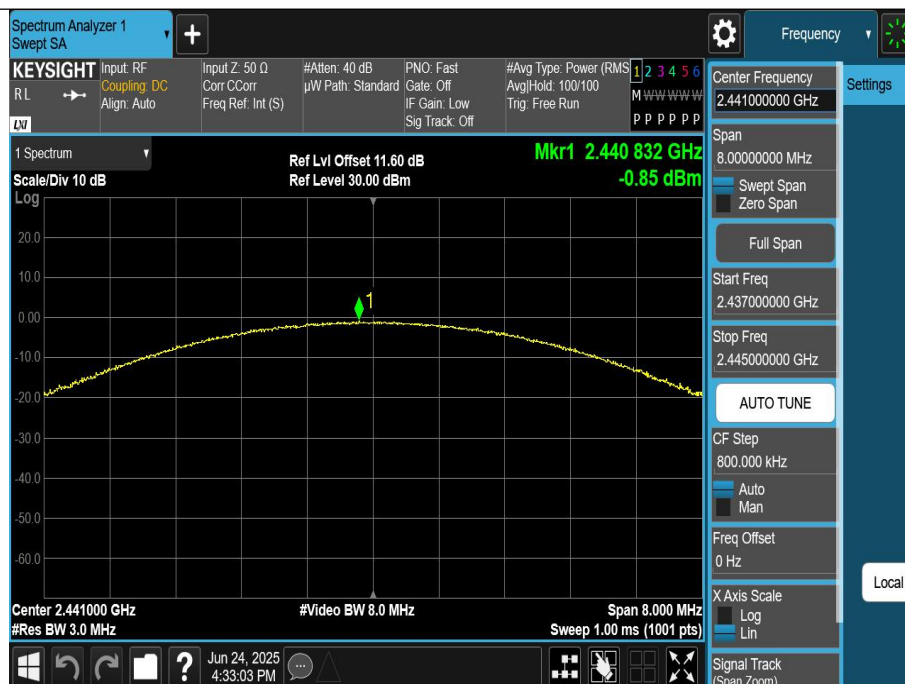 Spectrum Analyzer 1
Swept SA
Frequency
KEYSIGHT
R L
LXI
Input: RF
Coupling: DC
Align: Auto
Input Z: 50 Ω
Corr CCorr
Freq Ref: Int (S)
#Atten: 40 dB
µW Path: Standard
PNO: Fast
Gate: Off
IF Gain: Low
Sig Track: Off
#Avg Type: Power (RMS
Avg|Hold: 100/100
Trig: Free Run
1 2 3 4 5 6
M W W W W W
P P P P P P
1 Spectrum
Scale/Div 10 dB
Log
Ref Lvl Offset 11.60 dB
Ref Level 30.00 dBm
Mkr1 2.440 832 GHz
-0.85 dBm
20.0
10.0
0.00
-10.0
-20.0
-30.0
-40.0
-50.0
-60.0
1
Center 2.441000 GHz
#Res BW 3.0 MHz
#Video BW 8.0 MHz
Span 8.000 MHz
Sweep 1.00 ms (1001 pts)
Jun 24, 2025
4:33:03 PM
?
Center Frequency
2.441000000 GHz
Span
8.00000000 MHz
Swept Span
Zero Span
Full Span
Start Freq
2.437000000 GHz
Stop Freq
2.445000000 GHz
AUTO TUNE
CF Step
800.000 kHz
Auto
Man
Freq Offset
0 Hz
X Axis Scale
Log
Lin
Signal Track
(Span Zoom)
Settings
Local